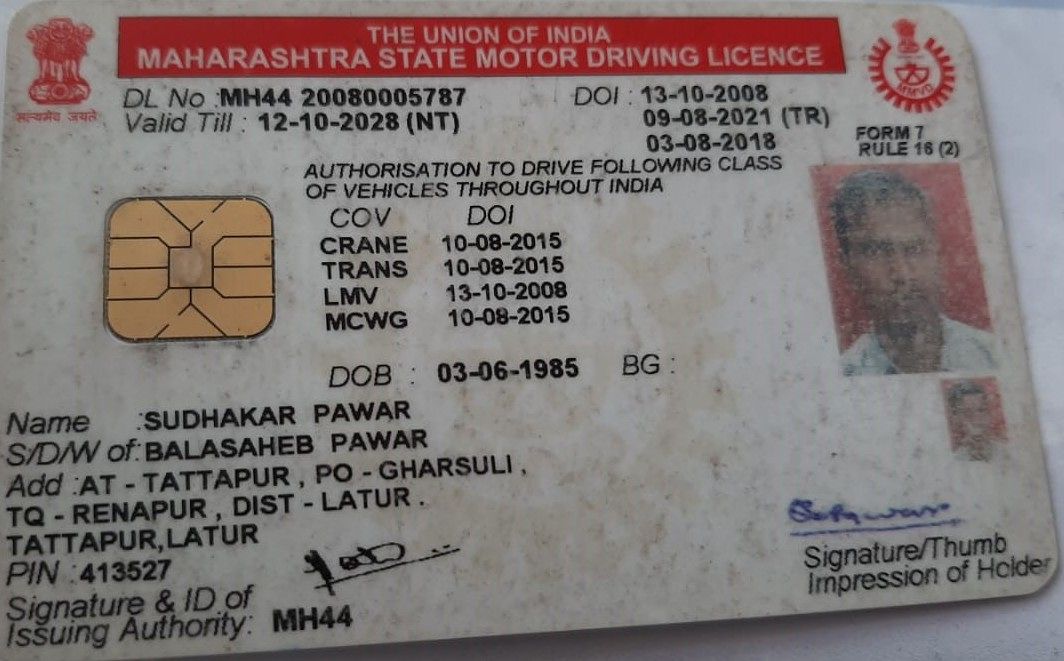 THE UNION OF INDIA
MAHARASHTRA STATE MOTOR DRIVING LICENCE
सत्यमेव जयते
MMVD
DL No : MH44 20080005787 DOI : 13-10-2008
Valid Till : 12-10-2028 (NT) 09-08-2021 (TR)
03-08-2018
FORM 7
RULE 16 (2)
AUTHORISATION TO DRIVE FOLLOWING CLASS
OF VEHICLES THROUGHOUT INDIA
COV DOI
CRANE 10-08-2015
TRANS 10-08-2015
LMV 13-10-2008
MCWG 10-08-2015
DOB : 03-06-1985 BG :
Name :SUDHAKAR PAWAR
S/D/W of:BALASAHEB PAWAR
Add :AT - TATTAPUR , PO - GHARSULI ,
TQ - RENAPUR , DIST - LATUR .
TATTAPUR,LATUR
PIN :413527
Signature & ID of
Issuing Authority: MH44
Signature/Thumb
Impression of Holder